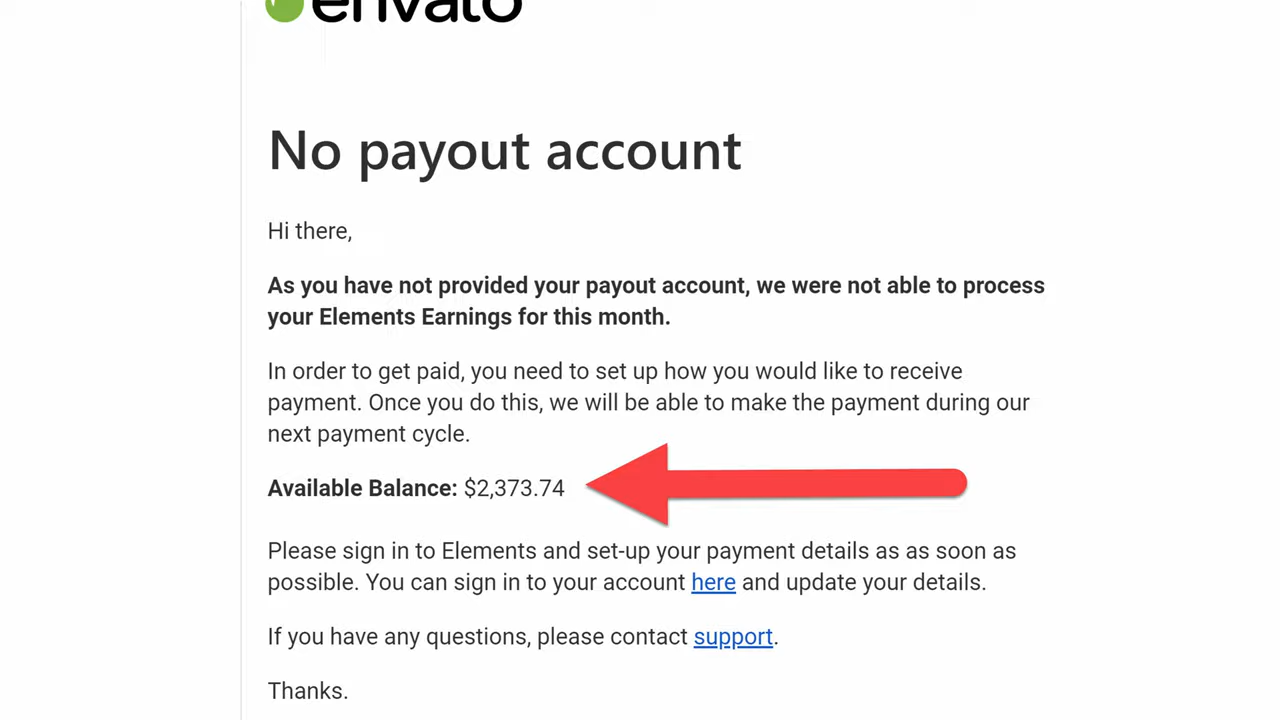 envato
No payout account
Hi there,
As you have not provided your payout account, we were not able to process
your Elements Earnings for this month.
In order to get paid, you need to set up how you would like to receive
payment. Once you do this, we will be able to make the payment during our
next payment cycle.
Available Balance: $2,373.74
Please sign in to Elements and set-up your payment details as as soon as
possible. You can sign in to your account here and update your details.
If you have any questions, please contact support.
Thanks.